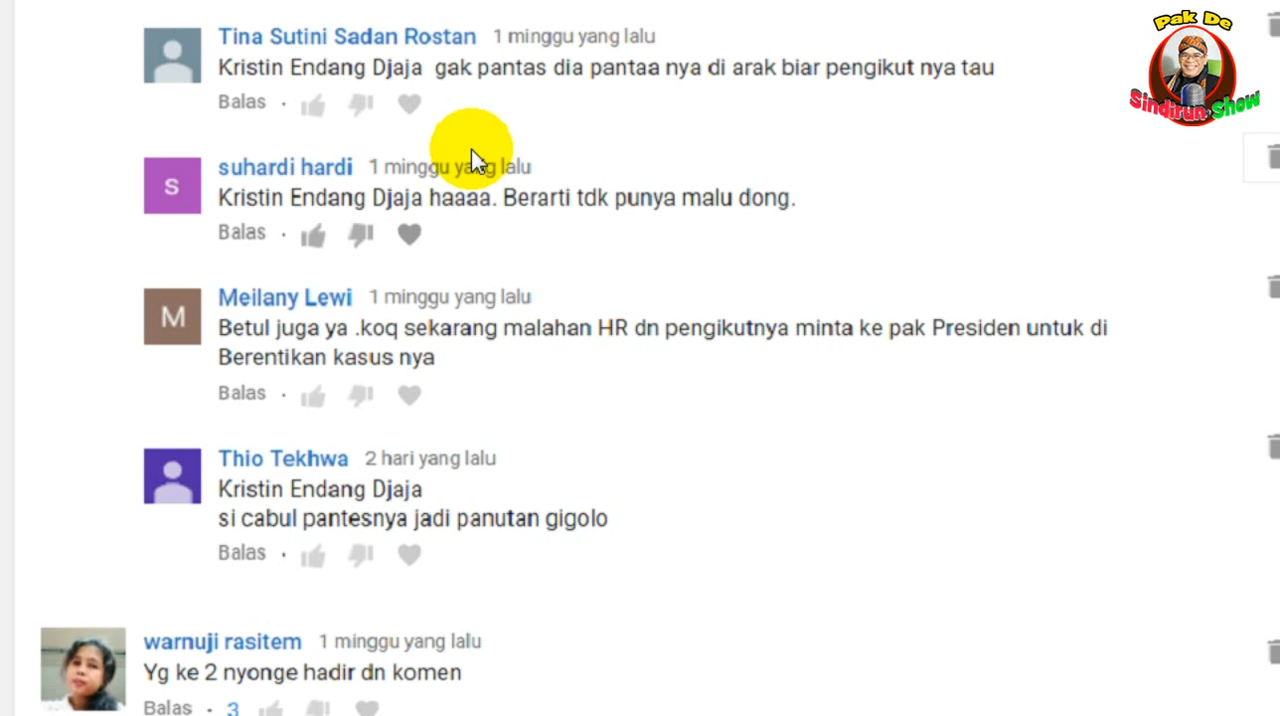 Tina Sutini Sadan Rostan 1 minggu yang lalu
Kristin Endang Djaja gak pantas dia pantaa nya di arak biar pengikut nya tau
Balas ·
Pak De
Sindirun Show
S
suhardi hardi 1 minggu yang lalu
Kristin Endang Djaja haaaa. Berarti tdk punya malu dong.
Balas ·
M
Meilany Lewi 1 minggu yang lalu
Betul juga ya .koq sekarang malahan HR dn pengikutnya minta ke pak Presiden untuk di
Berentikan kasus nya
Balas ·
Thio Tekhwa 2 hari yang lalu
Kristin Endang Djaja
si cabul pantesnya jadi panutan gigolo
Balas ·
warnuji rasitem 1 minggu yang lalu
Yg ke 2 nyonge hadir dn komen
Balas · 3